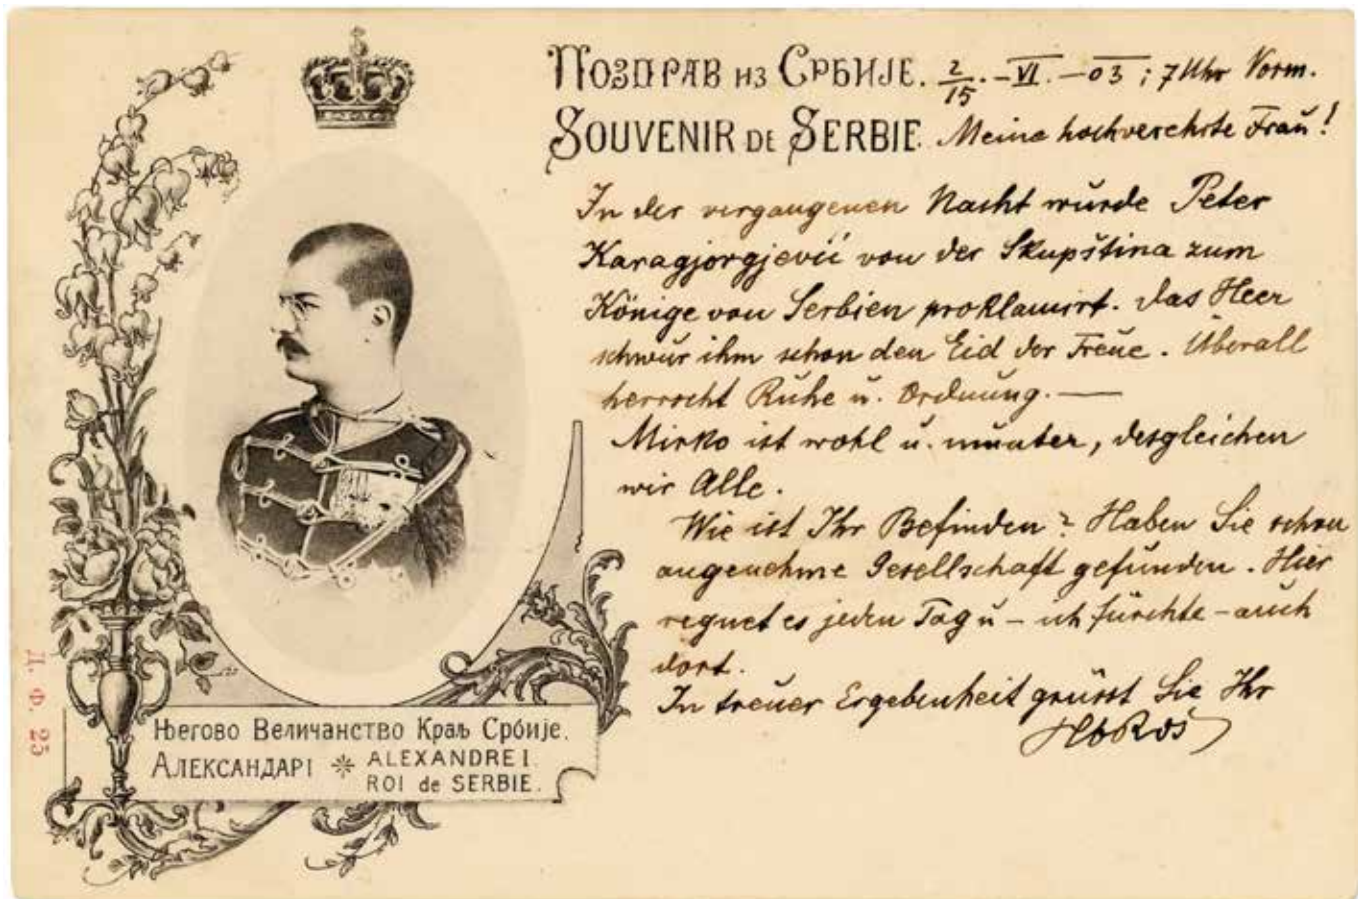 Поздрав из Србије. 2/15. – VI. – 03 ; 7 Uhr Vorm.
Souvenir de Serbie. Meine hochverehrte Frau!
In der vergangenen Nacht wurde Peter
Karagjorgjević von der Skupština zum
Könige von Serbien proklamirt. Das Heer
schwur ihm schon den Eid der Treue. Überall
herrscht Ruhe u. Ordnung. —
Mirko ist wohl u. munter, desgleichen
wir Alle.
Wie ist Ihr Befinden? Haben Sie schon
angenehme Gesellschaft gefunden. Hier
regnet es jeden Tag u – ich fürchte – auch
dort.
In treuer Ergebenheit grüsst Sie Ihr
Његово Величанство Краљ Србије.
Александар I * ALEXANDRE I.
ROI de SERBIE.
Д. Ф. 25